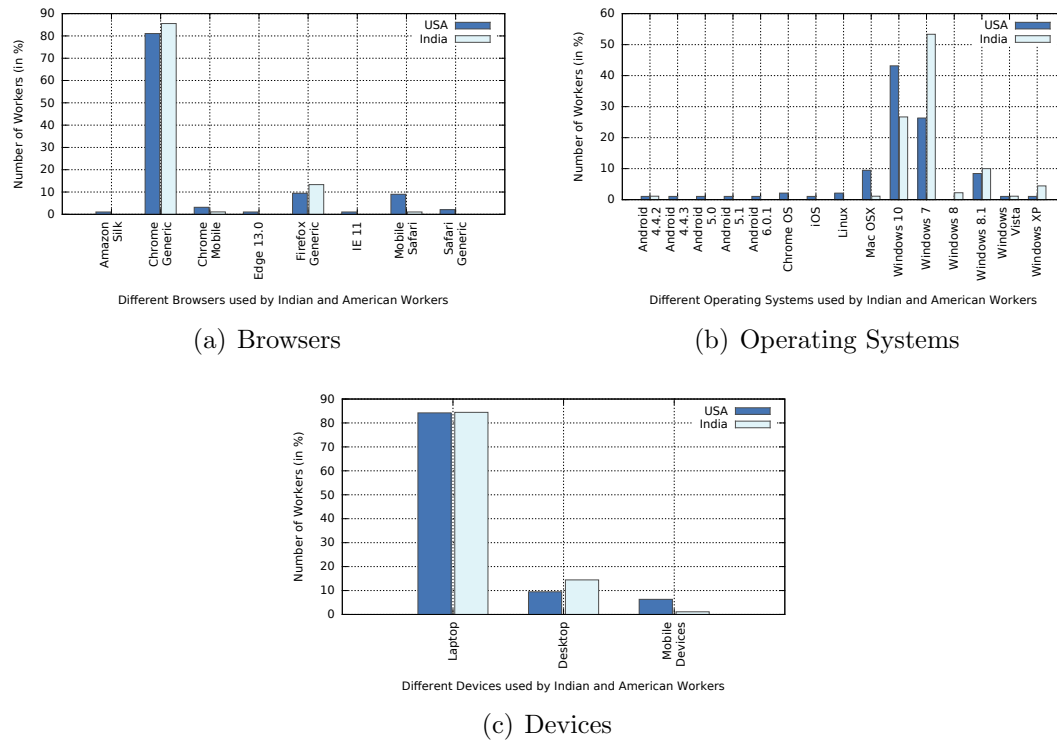 Number of Workers (in %)
90
80
70
60
50
40
30
20
10
0
USA
India
Amazon
Silk
Chrome
Generic
Chrome
Mobile
Edge 13.0
Firefox
Generic
IE 11
Mobile
Safari
Safari
Generic
Different Browsers used by Indian and American Workers
(a) Browsers
Number of Workers (in %)
60
50
40
30
20
10
0
USA
India
Android
4.4.2
Android
4.4.3
Android
5.0
Android
5.1
Android
6.0.1
Chrome OS
iOS
Linux
Mac OSX
Windows 10
Windows 7
Windows 8
Windows 8.1
Windows
Vista
Windows XP
Different Operating Systems used by Indian and American Workers
(b) Operating Systems
Number of Workers (in %)
90
80
70
60
50
40
30
20
10
0
USA
India
Laptop
Desktop
Mobile
Devices
Different Devices used by Indian and American Workers
(c) Devices